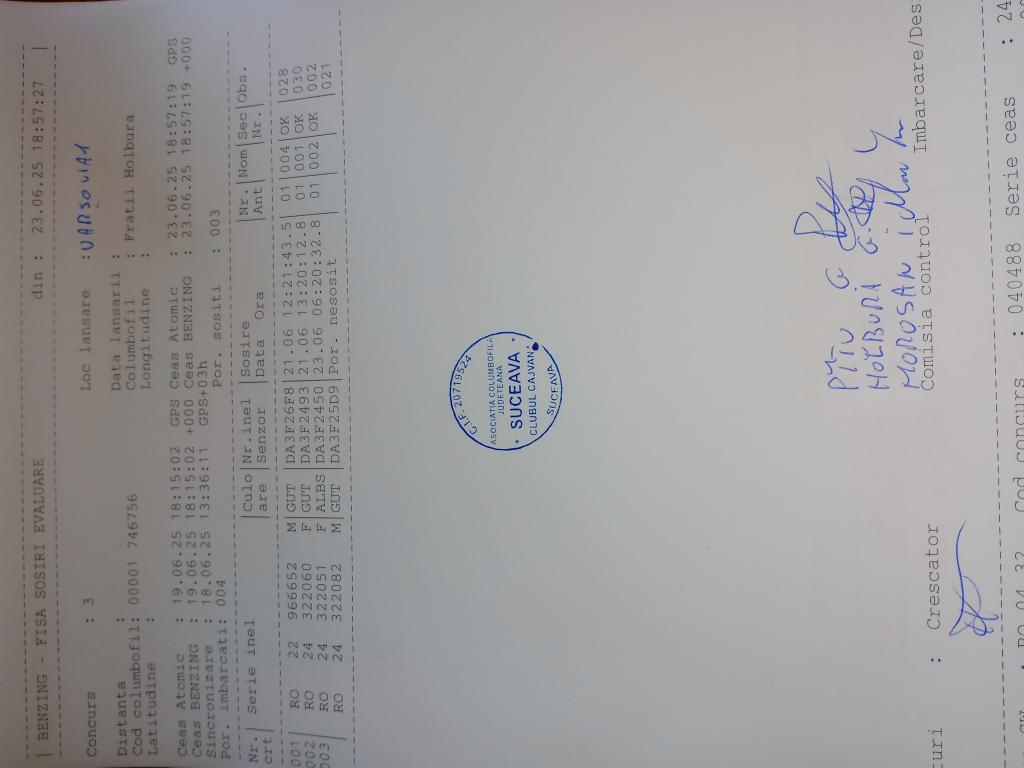 | BENZING - FISA SOSIRI EVALUARE din : 23.06.25 18:57:27 |
Concurs : 3 Loc lansare : VARSOVIA1
Distanta : Data lansarii :
Cod columbofil: 00001 746756 Columbofil : Fratii Holbura
Latitudine : Longitudine :
Ceas Atomic : 19.06.25 18:15:02 GPS Ceas Atomic : 23.06.25 18:57:19 GPS
Ceas BENZING : 19.06.25 18:15:02 +000 Ceas BENZING : 23.06.25 18:57:19 +000
Sincronizare : 18.06.25 13:36:11 GPS+03h
Por. imbarcati: 004 Por. sositi : 003
Nr.| Serie inel |Culo|Nr.inel |Sosire |Nr.|Nom|Sec|Obs.
crt| |are |Senzor |Data Ora |Ant| |Nr.|
001| RO 22 966652 M|GUT |DA3F26F8|21.06 12:21:43.5| 01|004|OK |028
002| RO 24 322060 F|GUT |DA3F2493|21.06 13:20:12.8| 01|001|OK |030
003| RO 24 322051 F|ALBS|DA3F2450|23.06 06:20:32.8| 01|002|OK |002
RO 24 322082 M|GUT |DA3F25D9|Por. nesosit |021
C.I.F. 20719524
ASOCIATIA COLUMBOFILA
JUDETEANA
* SUCEAVA *
CLUBUL CAJVANA
SUCEAVA
HOLBURA G.
MOROSAN
turi : Crescator Comisia control Imbarcare/Des
: RO 04 32 Cod concurs : 040488 Serie ceas : 24